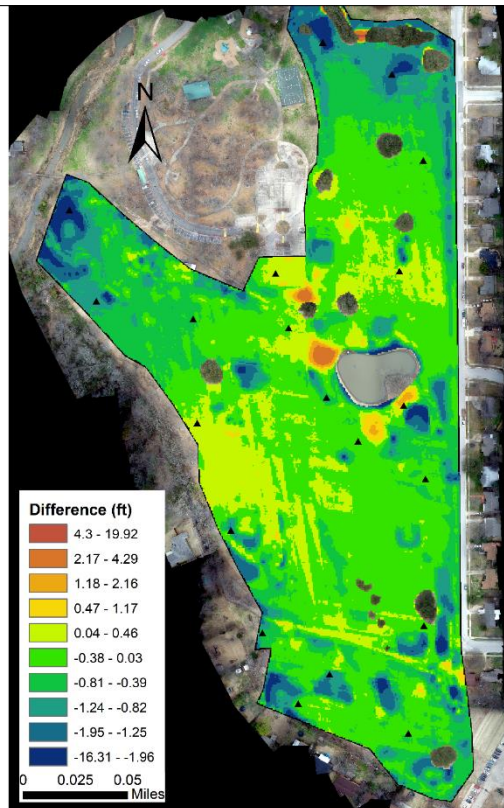 N
Difference (ft)
4.3 - 19.92
2.17 - 4.29
1.18 - 2.16
0.47 - 1.17
0.04 - 0.46
-0.38 - 0.03
-0.81 - -0.39
-1.24 - -0.82
-1.95 - -1.25
-16.31 - -1.96
0 0.025 0.05
Miles